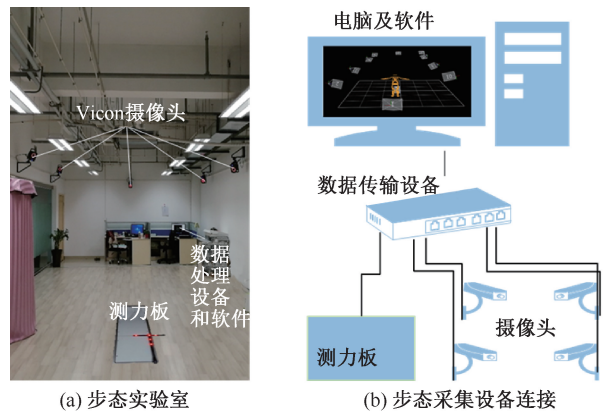 Vicon摄像头
数据
处理
设备
和软件
测力板
(a) 步态实验室
电脑及软件
数据传输设备
摄像头
测力板
(b) 步态采集设备连接